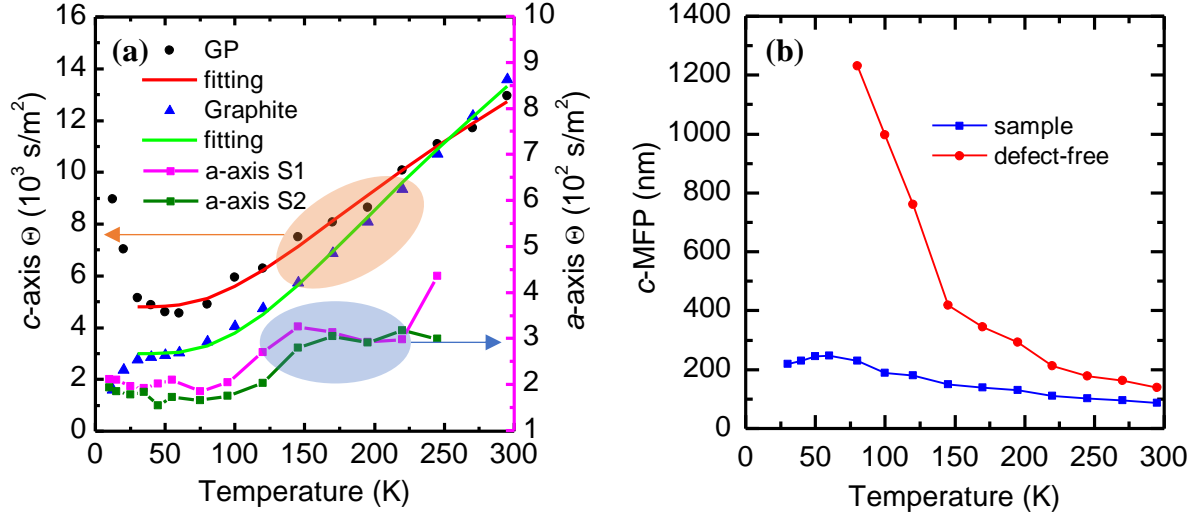 (a)
GP
fitting
Graphite
fitting
a-axis S1
a-axis S2
c-axis Θ (10³ s/m²)
16
14
12
10
8
6
4
2
0
a-axis Θ (10² s/m²)
10
9
8
7
6
5
4
3
2
1
0 50 100 150 200 250 300
Temperature (K)
(b)
sample
defect-free
c-MFP (nm)
1400
1200
1000
800
600
400
200
0
0 50 100 150 200 250 300
Temperature (K)